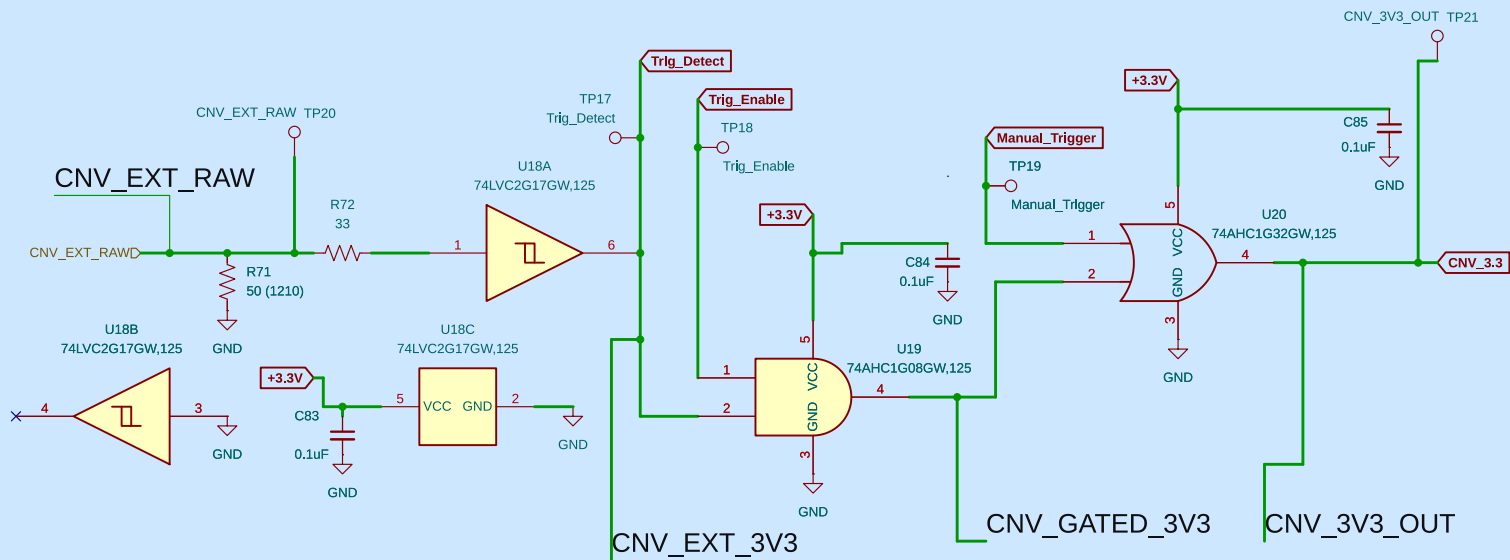 CNV_3V3_OUT TP21
TrIg_Detect
+3.3V
TP17
Trig_Detect
Trig_Enable
CNV_EXT_RAW TP20
TP18
Trig_Enable
Manual_Trigger
C85
0.1uF
GND
CNV_EXT_RAW
U18A
74LVC2G17GW,125
TP19
Manual_TrIgger
R72
33
+3.3V
5
U20
74AHC1G32GW,125
CNV_EXT_RAW
1
6
1
VCC
4
CNV_3.3
R71
50 (1210)
C84
0.1uF
2
GND
3
GND
GND
U18B
74LVC2G17GW,125
GND
U18C
74LVC2G17GW,125
5
U19
74AHC1G08GW,125
+3.3V
1
VCC
4
4
3
C83
5
VCC
GND
2
2
GND
GND
0.1uF
GND
3
GND
GND
CNV_EXT_3V3
CNV_GATED_3V3
CNV_3V3_OUT